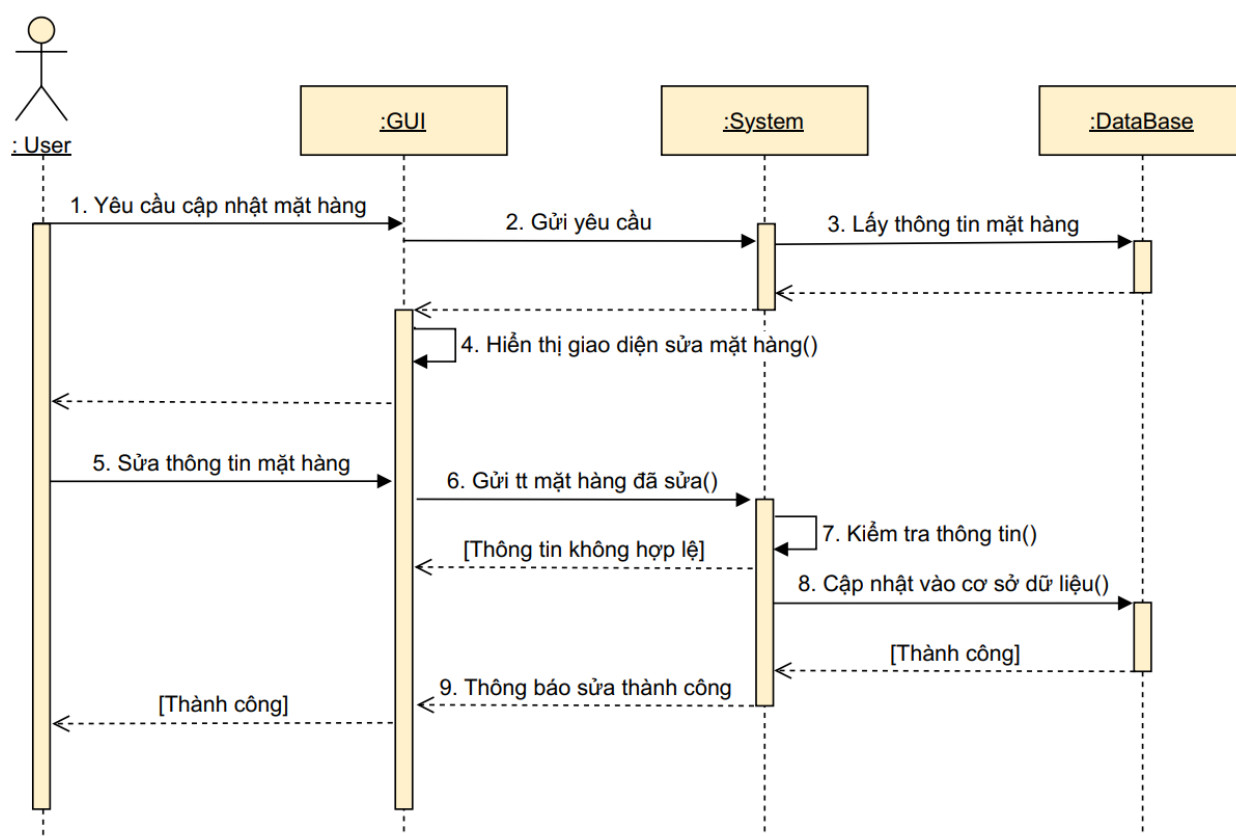 : User
:GUI
:System
:DataBase
1. Yêu cầu cập nhật mặt hàng
2. Gửi yêu cầu
3. Lấy thông tin mặt hàng
4. Hiển thị giao diện sửa mặt hàng()
5. Sửa thông tin mặt hàng
6. Gửi tt mặt hàng đã sửa()
7. Kiểm tra thông tin()
[Thông tin không hợp lệ]
8. Cập nhật vào cơ sở dữ liệu()
[Thành công]
9. Thông báo sửa thành công
[Thành công]